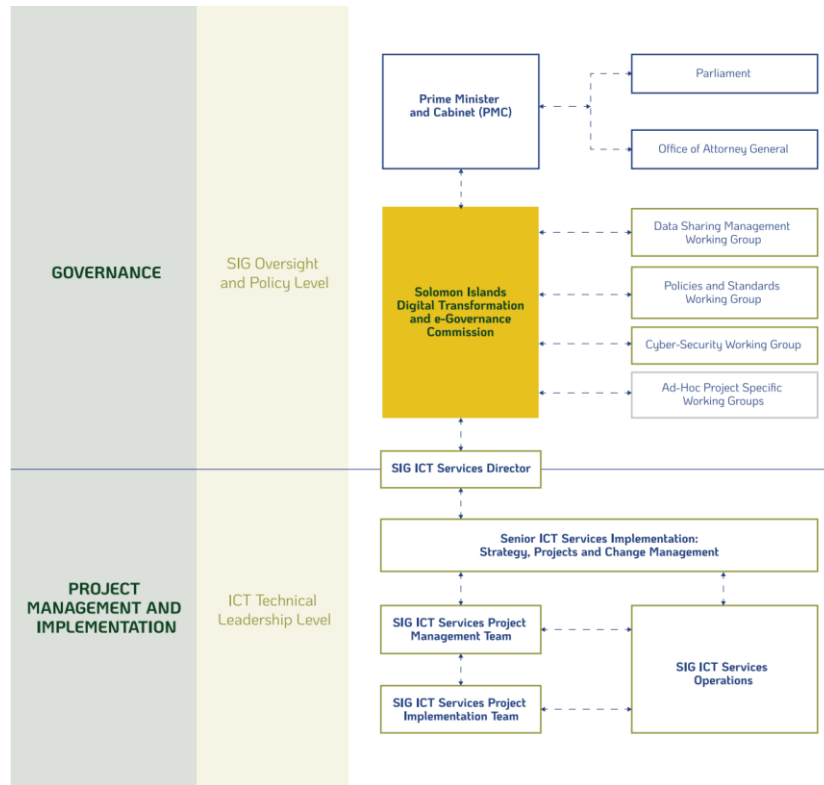 Prime Minister
and Cabinet (PMC)
Parliament
Office of Attorney General
GOVERNANCE
SIG Oversight
and Policy Level
Solomon Islands
Digital Transformation
and e-Governance
Commission
Data Sharing Management
Working Group
Policies and Standards
Working Group
Cyber-Security Working Group
Ad-Hoc Project Specific
Working Groups
SIG ICT Services Director
PROJECT
MANAGEMENT AND
IMPLEMENTATION
ICT Technical
Leadership Level
Senior ICT Services Implementation:
Strategy, Projects and Change Management
SIG ICT Services Project
Management Team
SIG ICT Services Project
Implementation Team
SIG ICT Services
Operations